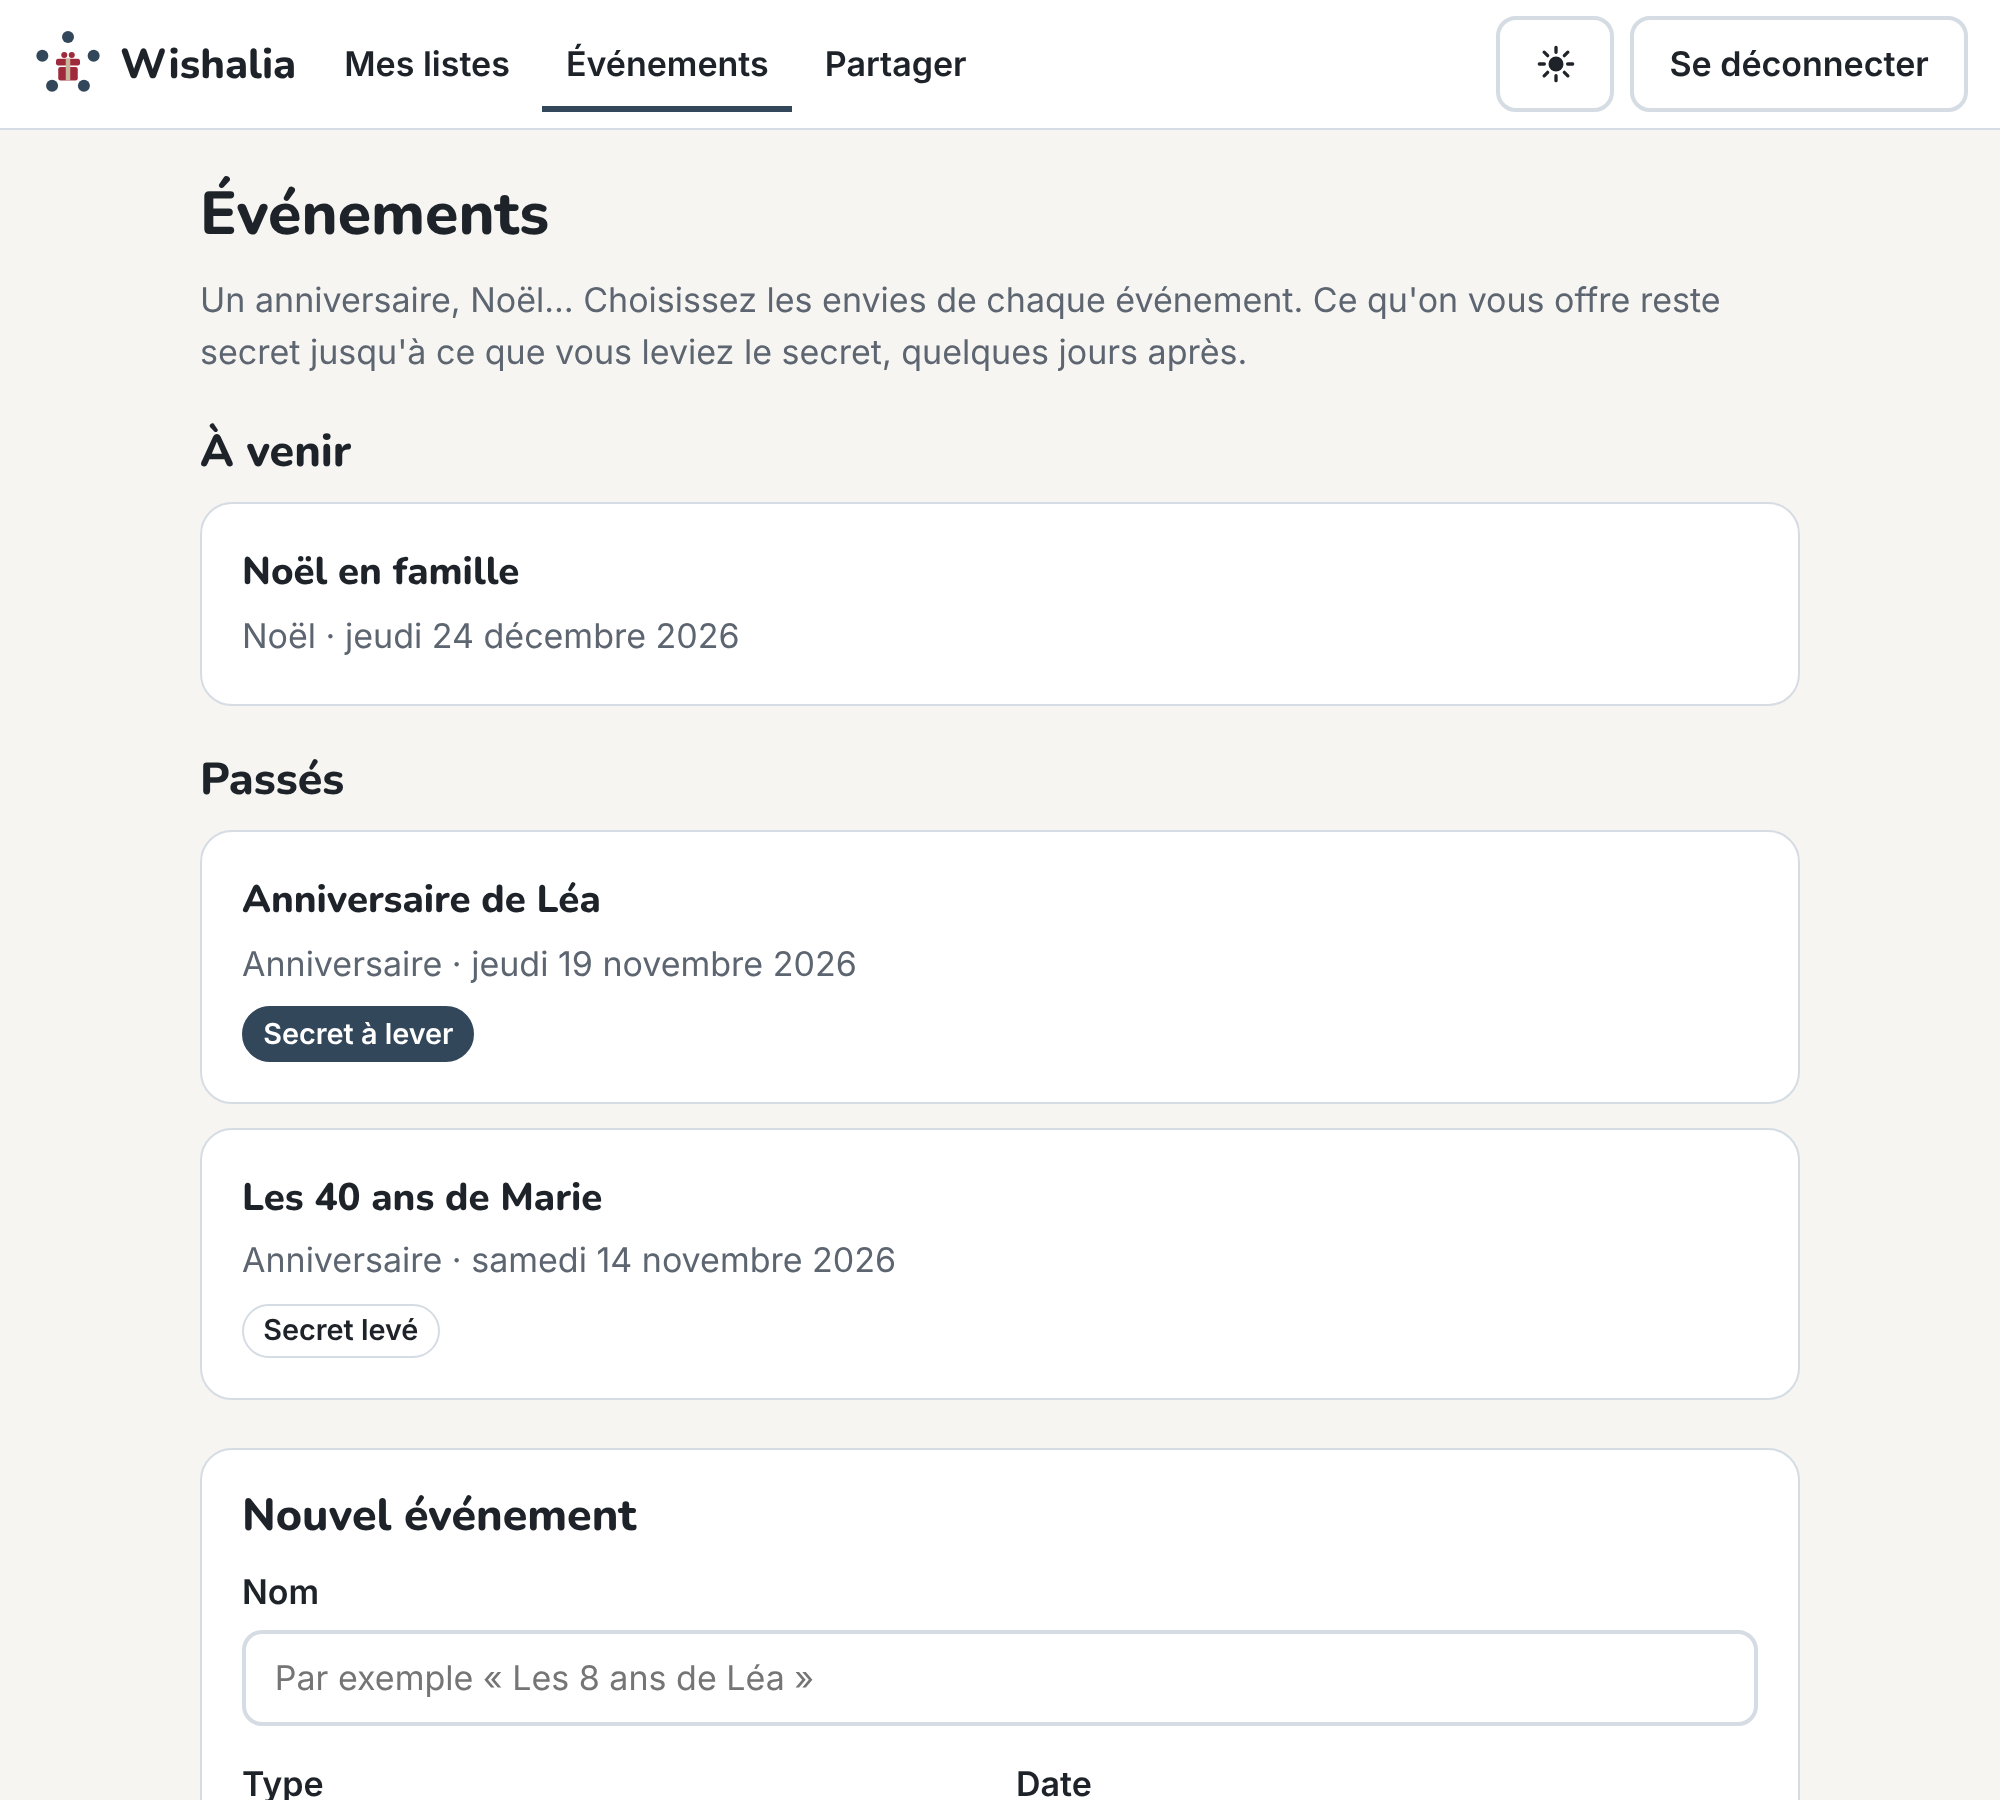 Wishalia
Mes listes
Événements
Partager
Se déconnecter
Événements
Un anniversaire, Noël... Choisissez les envies de chaque événement. Ce qu'on vous offre reste
secret jusqu'à ce que vous leviez le secret, quelques jours après.
À venir
Noël en famille
Noël · jeudi 24 décembre 2026
Passés
Anniversaire de Léa
Anniversaire · jeudi 19 novembre 2026
Secret à lever
Les 40 ans de Marie
Anniversaire · samedi 14 novembre 2026
Secret levé
Nouvel événement
Nom
Par exemple « Les 8 ans de Léa »
Type
Date